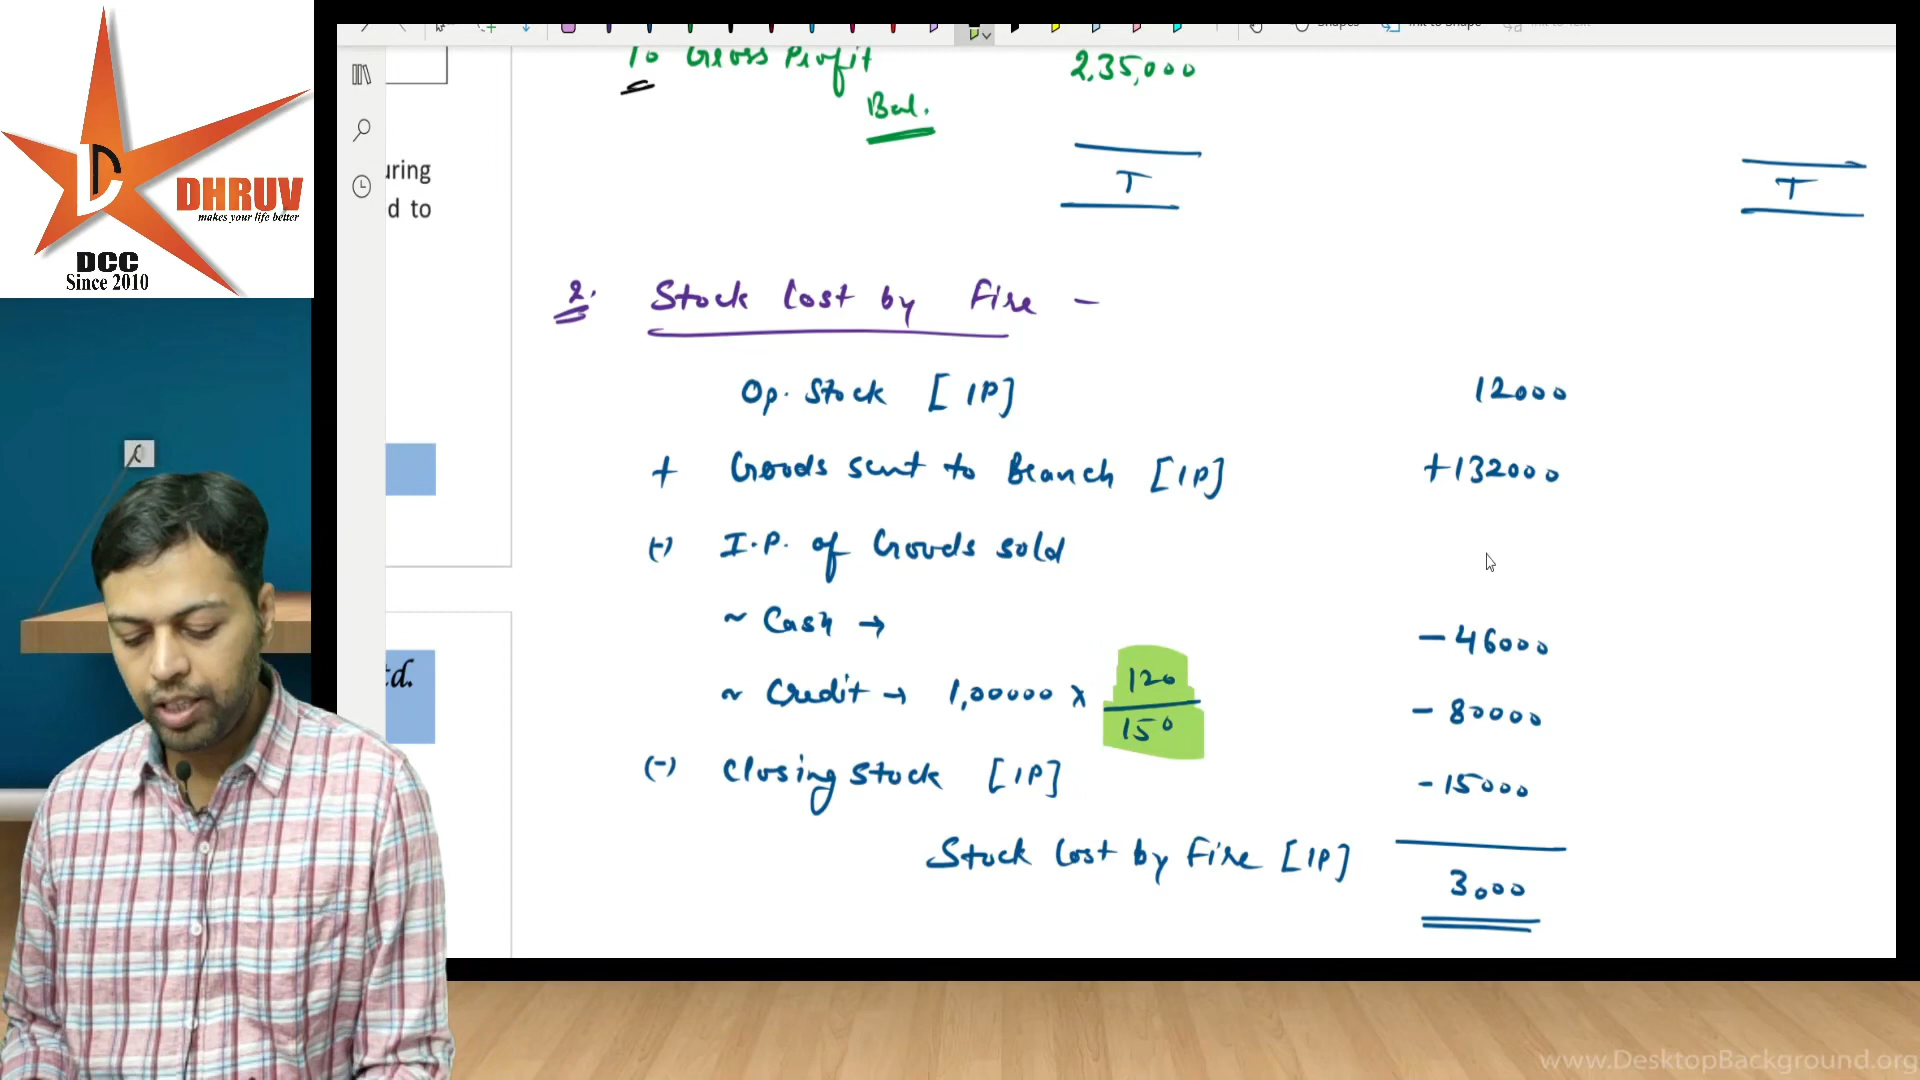 To Gross Profit 2,35,000
Bal.
T T
uring
d to
DHRUV
makes your life better
DCC
Since 2010
2. Stock Lost by Fire -
Op. Stock [IP] 12000
+ Goods sent to Branch [IP] +132000
(-) I.P. of Goods sold
~ Cash → - 46000
~ Credit → 1,00000 x 120/150 - 80000
td.
(-) Closing Stock [IP] - 15000
Stock Lost by Fire [IP] 3000
www.DesktopBackground.org